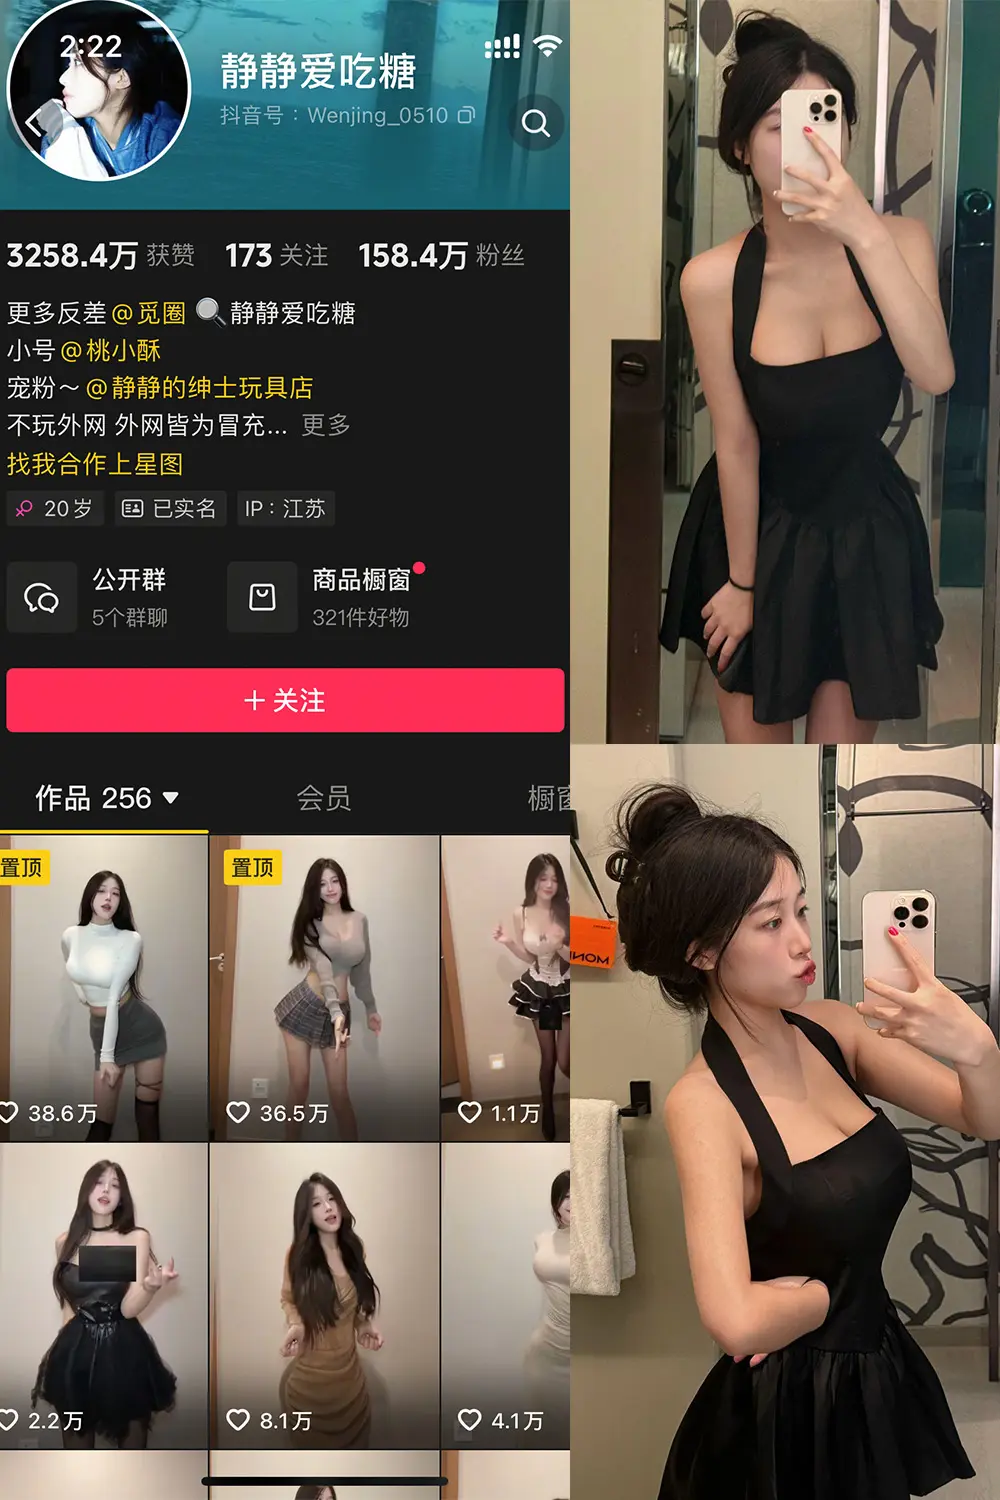 2:22
静静爱吃糖
抖音号：Wenjing_0510
3258.4万 获赞 173 关注 158.4万 粉丝
更多反差@觅圈 🔍静静爱吃糖
小号@桃小酥
宠粉～@静静的绅士玩具店
不玩外网 外网皆为冒充... 更多
找我合作上星图
20岁 已实名 IP：江苏
公开群 商品橱窗
5个群聊 321件好物
＋关注
作品 256 会员 橱窗
置顶 置顶
38.6万 36.5万 1.1万
2.2万 8.1万 4.1万